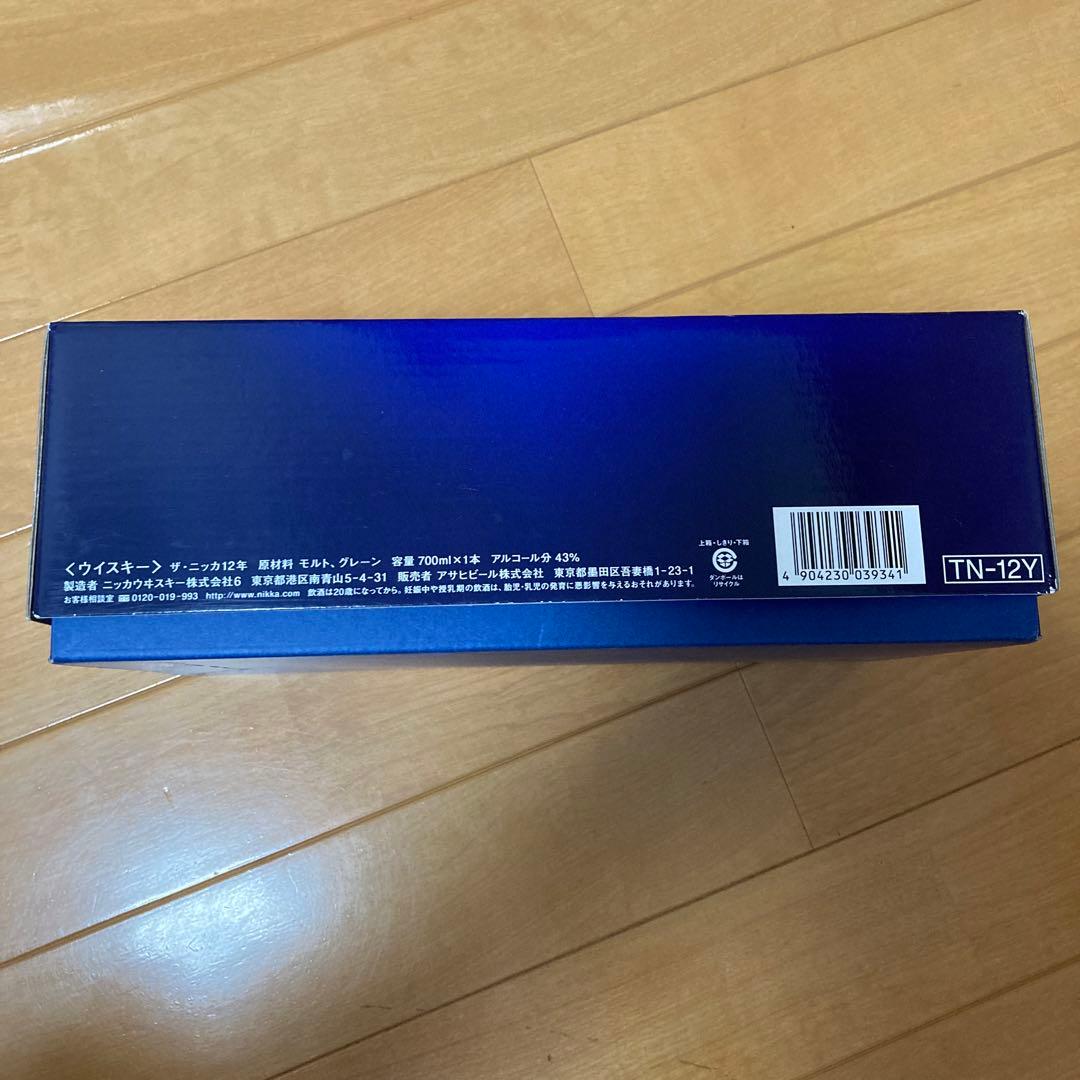 <ウイスキー> ザ・ニッカ12年 原材料 モルト、グレーン 容量 700ml×1本 アルコール分 43%
製造者 ニッカウヰスキー株式会社6 東京都港区南青山5-4-31 販売者 アサヒビール株式会社 東京都墨田区吾妻橋1-23-1
お客様相談室 0120-019-993 http://www.nikka.com 飲酒は20歳になってから。妊娠中や授乳期の飲酒は、胎児・乳児の発育に悪影響を与えるおそれがあります。
上箱・しきり・下箱
ダンボールは
リサイクル
4 904230 039341
TN-12Y